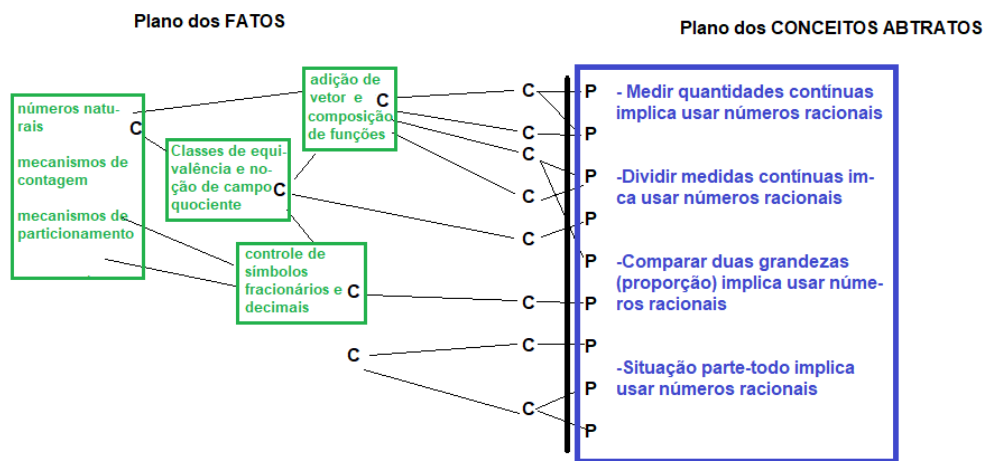 Plano dos FATOS
Plano dos CONCEITOS ABTRATOS
números natu-
rais
C
mecanismos de
contagem
mecanismos de
particionamento
Classes de equi-
valência e no-
ção de campo
quociente
C
adição de
vetor e
C
composição
de funções
controle de
símbolos
fracionários e
decimais
C
C
C
C
C
C
C
C
C
C
P
P
P
P
P
P
P
P
P
- Medir quantidades continuas
implica usar números racionais
-Dividir medidas continuas im-
ca usar números racionais
-Comparar duas grandezas
(proporção) implica usar núme-
ros racionais
-Situação parte-todo implica
usar números racionais